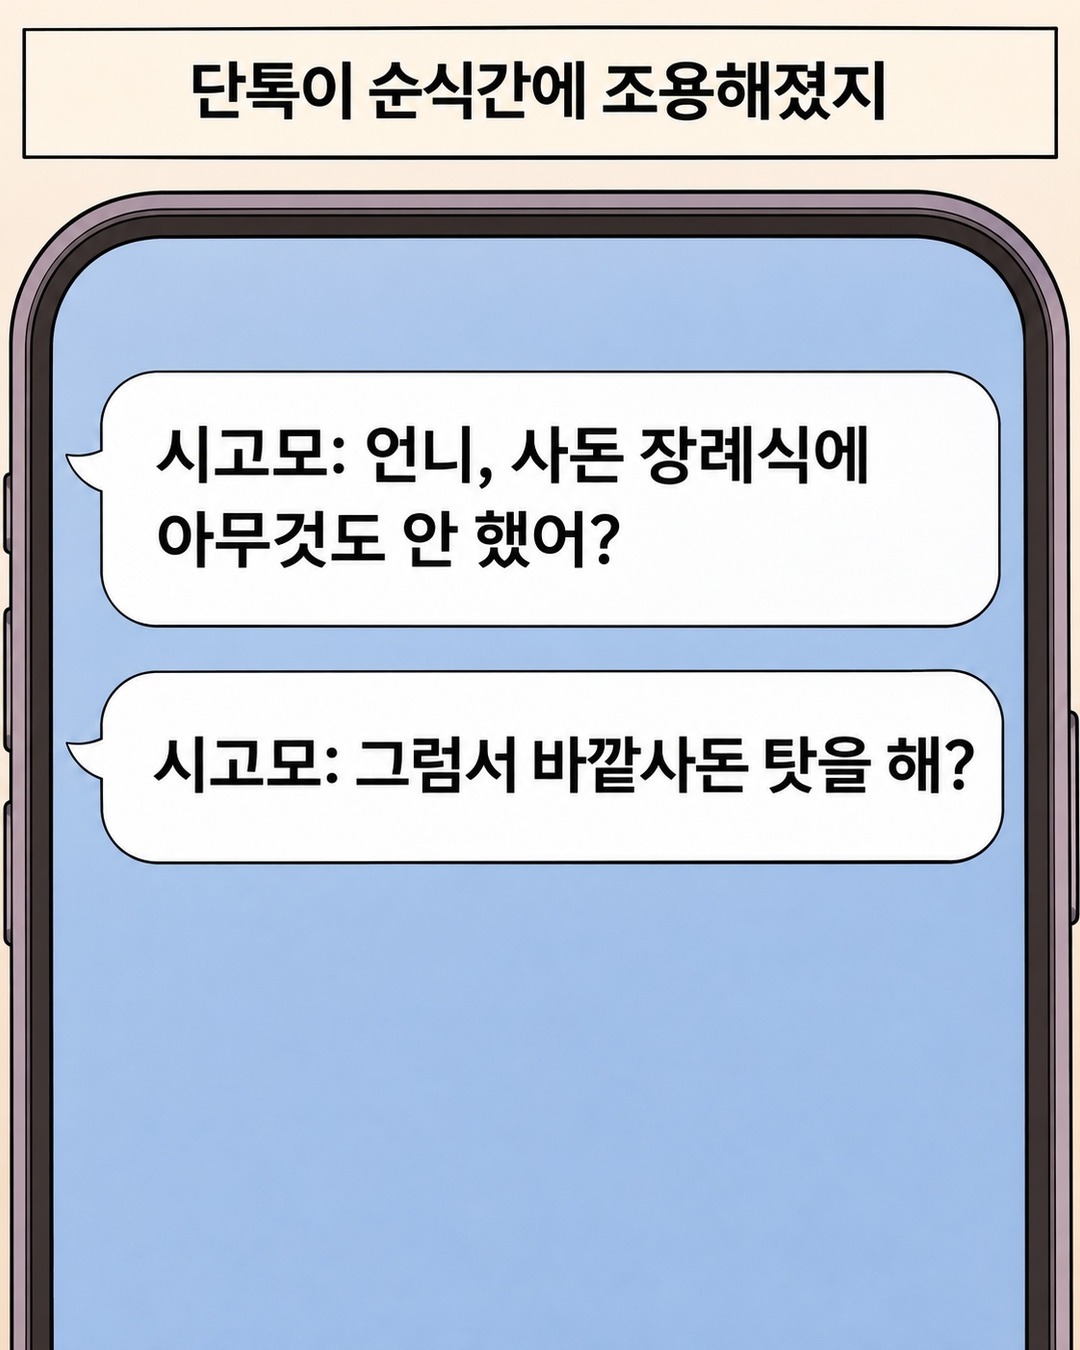 단톡이 순식간에 조용해졌지
시고모: 언니, 사돈 장례식에
아무것도 안 했어?
시고모: 그럼서 바깥사돈 탓을 해?